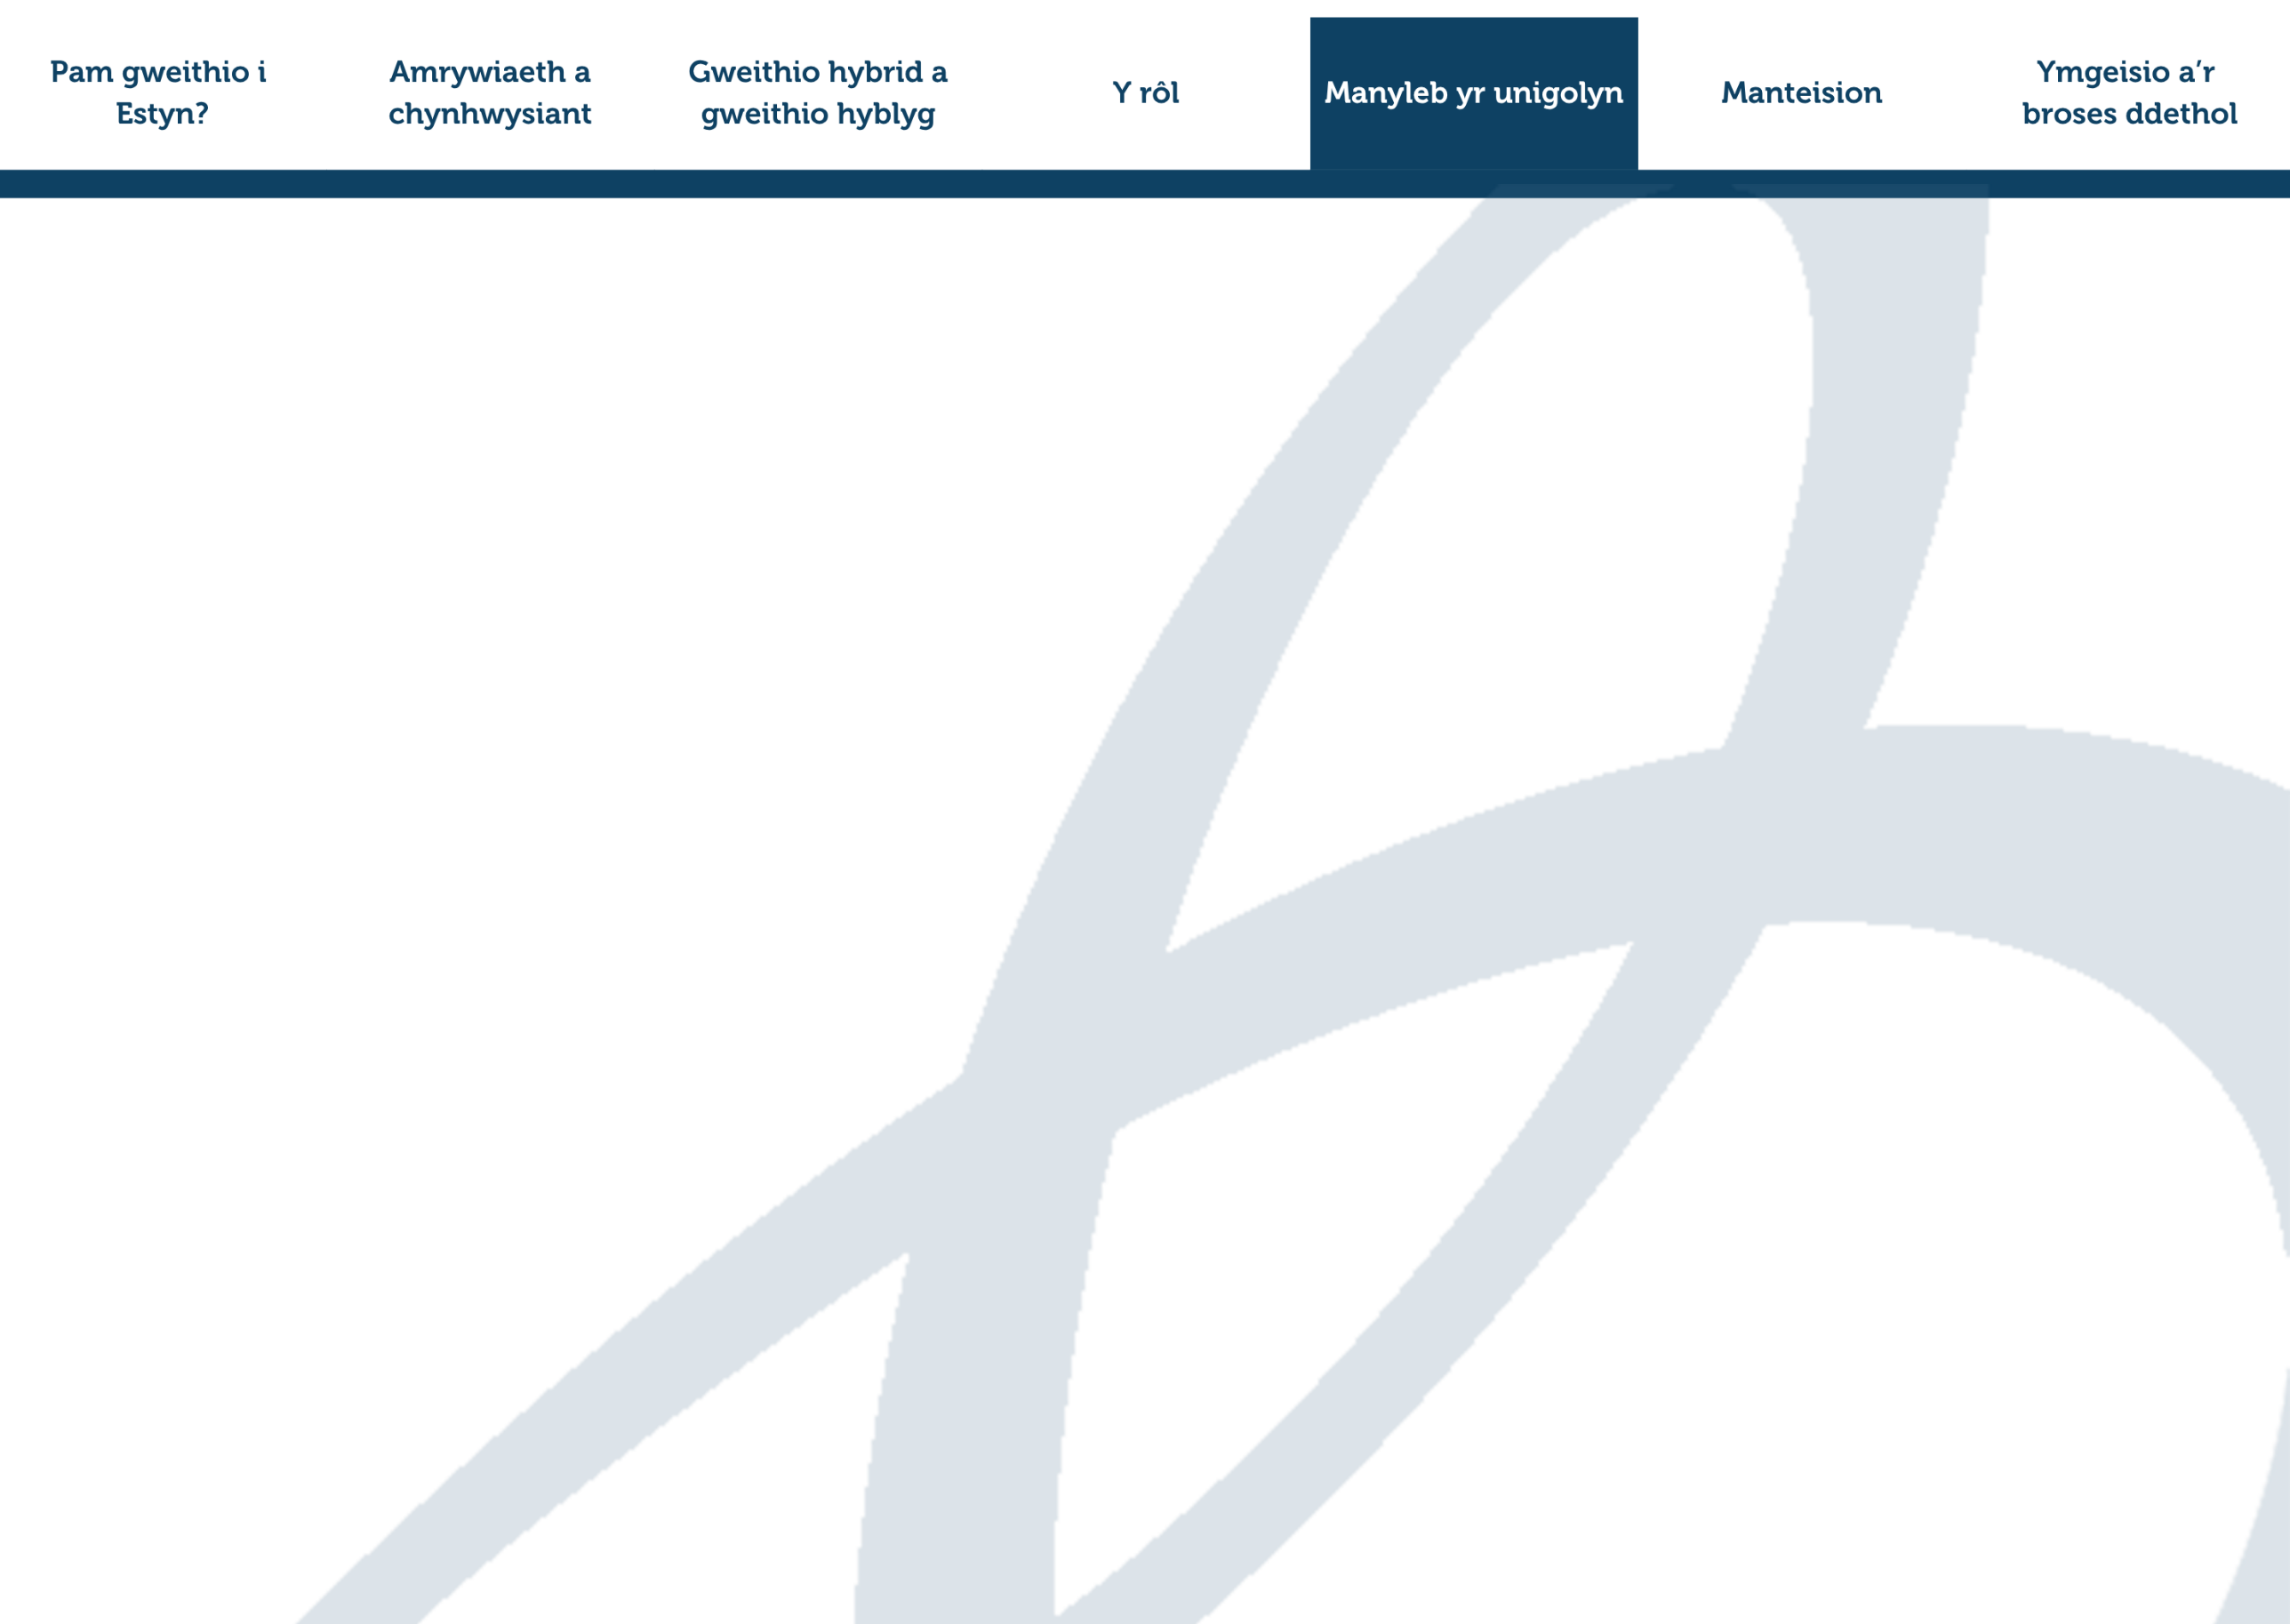 Pam gweithio i
Estyn?
Amrywiaeth a
chynhwysiant
Gweithio hybrid a
gweithio hyblyg
Y rôl
Manyleb yr unigolyn
Manteision
Ymgeisio a’r
broses ddethol